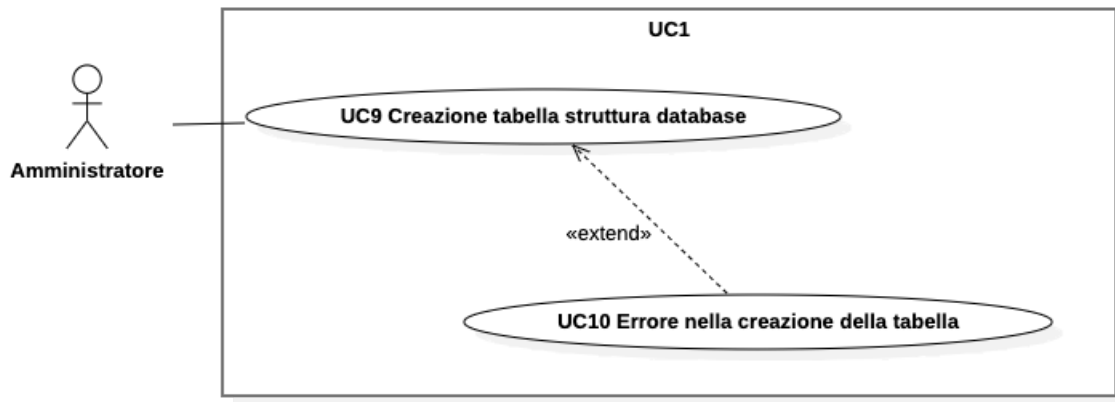 UC1
UC9 Creazione tabella struttura database
Amministratore
«extend»
UC10 Errore nella creazione della tabella